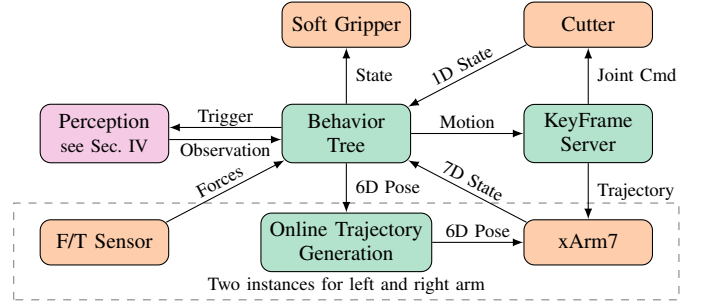 Soft Gripper
Cutter
State
1D State
Joint Cmd
Perception
see Sec. IV
Trigger
Observation
Behavior
Tree
Motion
KeyFrame
Server
Forces
6D Pose
7D State
Trajectory
F/T Sensor
Online Trajectory
Generation
6D Pose
xArm7
Two instances for left and right arm